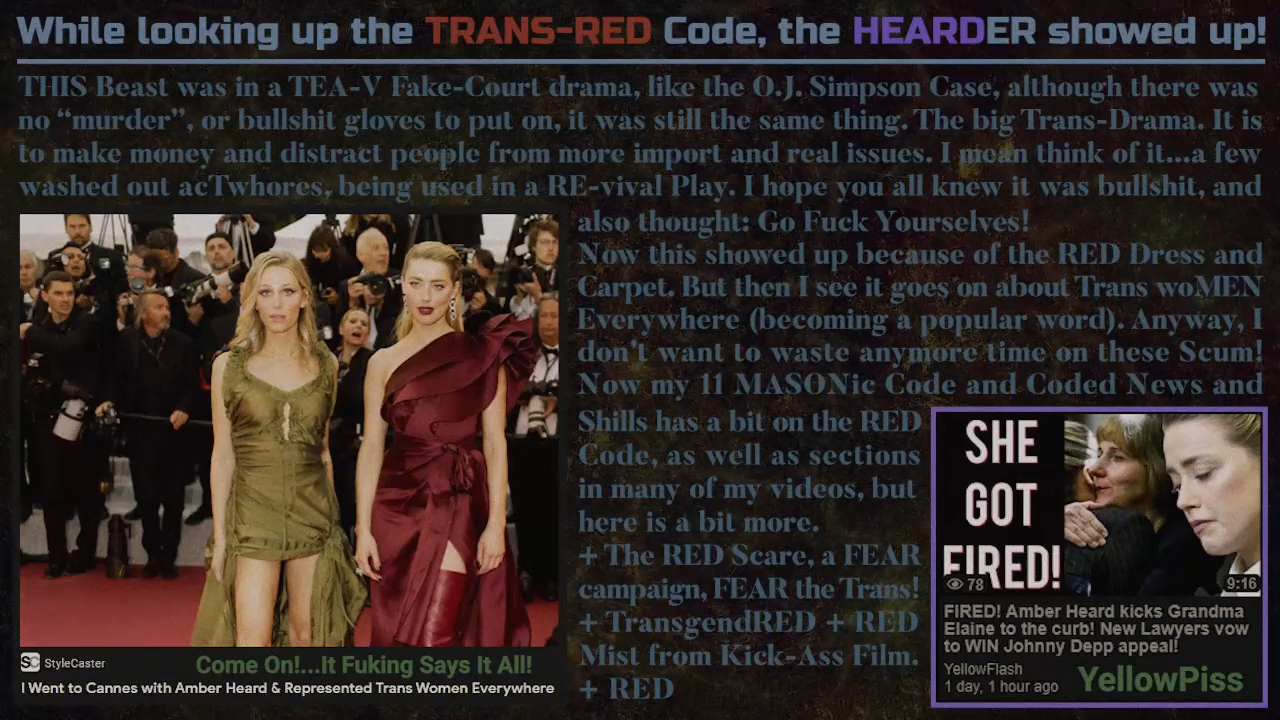 While looking up the TRANS-RED Code, the HEARDER showed up!
THIS Beast was in a TEA-V Fake-Court drama, like the O.J. Simpson Case, although there was
no “murder”, or bullshit gloves to put on, it was still the same thing. The big Trans-Drama. It is
to make money and distract people from more import and real issues. I mean think of it...a few
washed out acTwhores, being used in a RE-vival Play. I hope you all knew it was bullshit, and
also thought: Go Fuck Yourselves!
Now this showed up because of the RED Dress and
Carpet. But then I see it goes on about Trans woMEN
Everywhere (becoming a popular word). Anyway, I
don’t want to waste anymore time on these Scum!
Now my 11 MASONic Code and Coded News and
Shills has a bit on the RED
Code, as well as sections
in many of my videos, but
here is a bit more.
+ The RED Scare, a FEAR
campaign, FEAR the Trans!
+ TransgendRED + RED
Mist from Kick-Ass Film.
+ RED
SC StyleCaster
Come On!...It Fuking Says It All!
I Went to Cannes with Amber Heard & Represented Trans Women Everywhere
SHE
GOT
FIRED!
78
9:16
FIRED! Amber Heard kicks Grandma
Elaine to the curb! New Lawyers vow
to WIN Johnny Depp appeal!
YellowFlash
1 day, 1 hour ago
YellowPiss